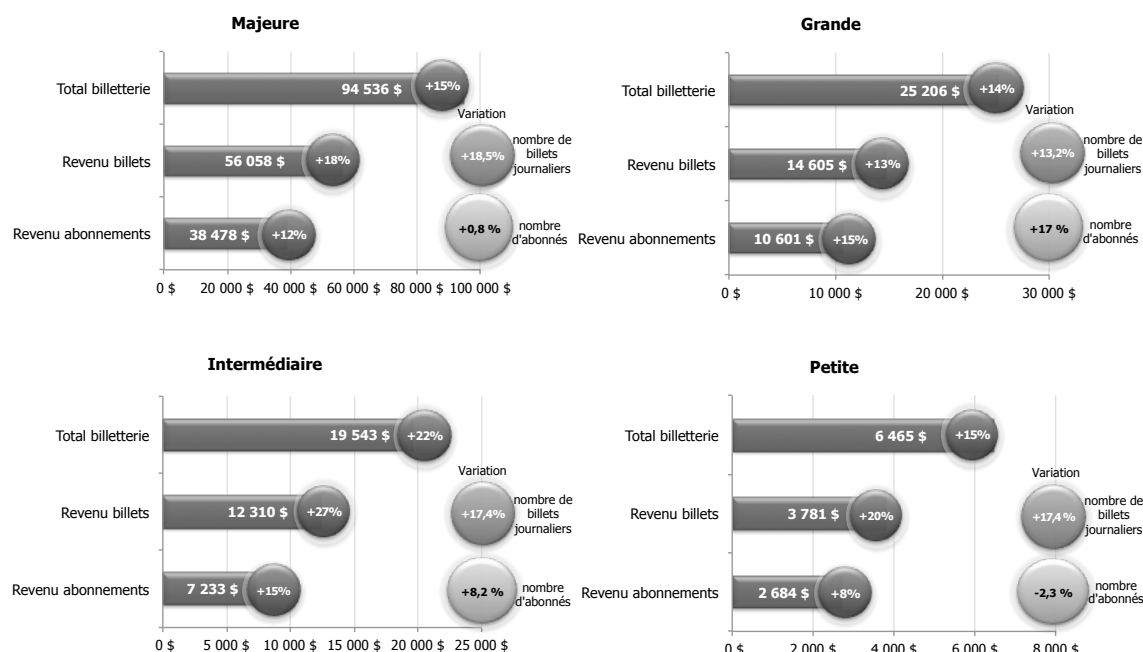 Majeure
Total billetterie
94 536 $
+15%
Variation
Revenu billets
56 058 $
+18%
+18,5%
nombre de
billets
journaliers
Revenu abonnements
38 478 $
+12%
+0,8 %
nombre
d'abonnés
0 $ 20 000 $ 40 000 $ 60 000 $ 80 000 $ 100 000 $
Grande
Total billetterie
25 206 $
+14%
Variation
Revenu billets
14 605 $
+13%
+13,2%
nombre de
billets
journaliers
Revenu abonnements
10 601 $
+15%
+17 %
nombre
d'abonnés
0 $ 10 000 $ 20 000 $ 30 000 $
Intermédiaire
Total billetterie
19 543 $
+22%
Variation
Revenu billets
12 310 $
+27%
+17,4%
nombre de
billets
journaliers
Revenu abonnements
7 233 $
+15%
+8,2 %
nombre
d'abonnés
0 $ 5 000 $ 10 000 $ 15 000 $ 20 000 $ 25 000 $
Petite
Total billetterie
6 465 $
+15%
Variation
Revenu billets
3 781 $
+20%
+17,4 %
nombre de
billets
journaliers
Revenu abonnements
2 684 $
+8%
-2,3 %
nombre
d'abonnés
0 $ 2 000 $ 4 000 $ 6 000 $ 8 000 $